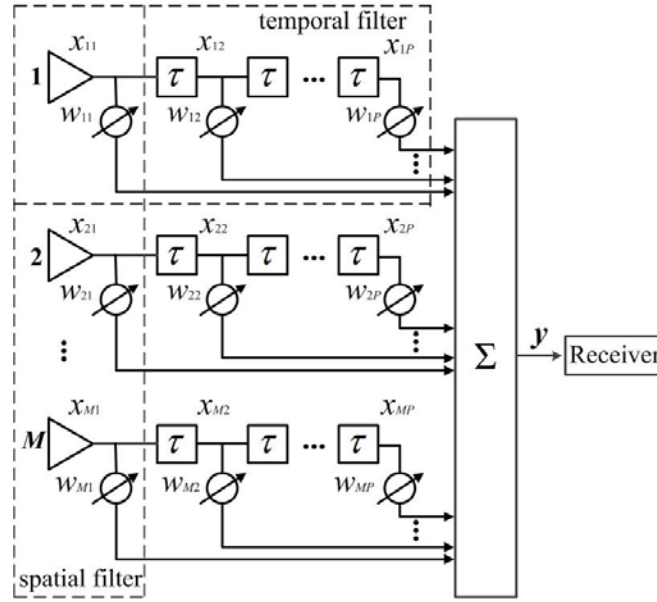 temporal filter
x11 x12 x1P
1 τ τ ... τ
w11 w12 w1P
x21 x22 x2P
2 τ τ ... τ
w21 w22 w2P
Σ
y
Receiver
xM1 xM2 xMP
M τ τ ... τ
wM1 wM2 wMP
spatial filter